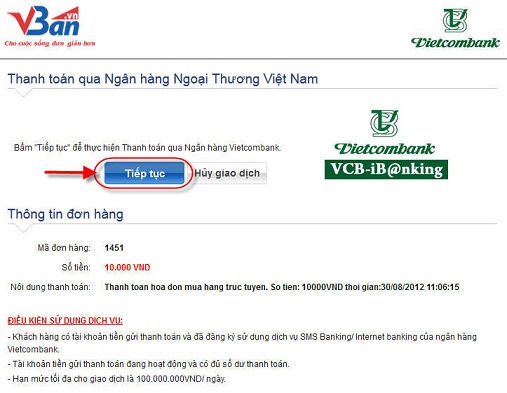 VBan.vn
Cho cuộc sống đơn giản hơn
Vietcombank
Thanh toán qua Ngân hàng Ngoại Thương Việt Nam
Bấm "Tiếp tục" để thực hiện Thanh toán qua Ngân hàng Vietcombank.
Tiếp tục
Hủy giao dịch
Vietcombank
VCB-iB@nking
Thông tin đơn hàng
Mã đơn hàng: 1451
Số tiền: 10.000 VND
Nội dung thanh toán: Thanh toan hoa don mua hang truc tuyen. So tien: 10000VND thoi gian:30/08/2012 11:06:15
ĐIỀU KIỆN SỬ DỤNG DỊCH VỤ:
- Khách hàng có tài khoản tiền gửi thanh toán và đã đăng ký sử dụng dịch vụ SMS Banking/ Internet banking của ngân hàng
Vietcombank.
- Tài khoản tiền gửi thanh toán đang hoạt động và có đủ số dư thanh toán.
- Hạn mức tối đa cho giao dịch là 100.000.000VND/ ngày.